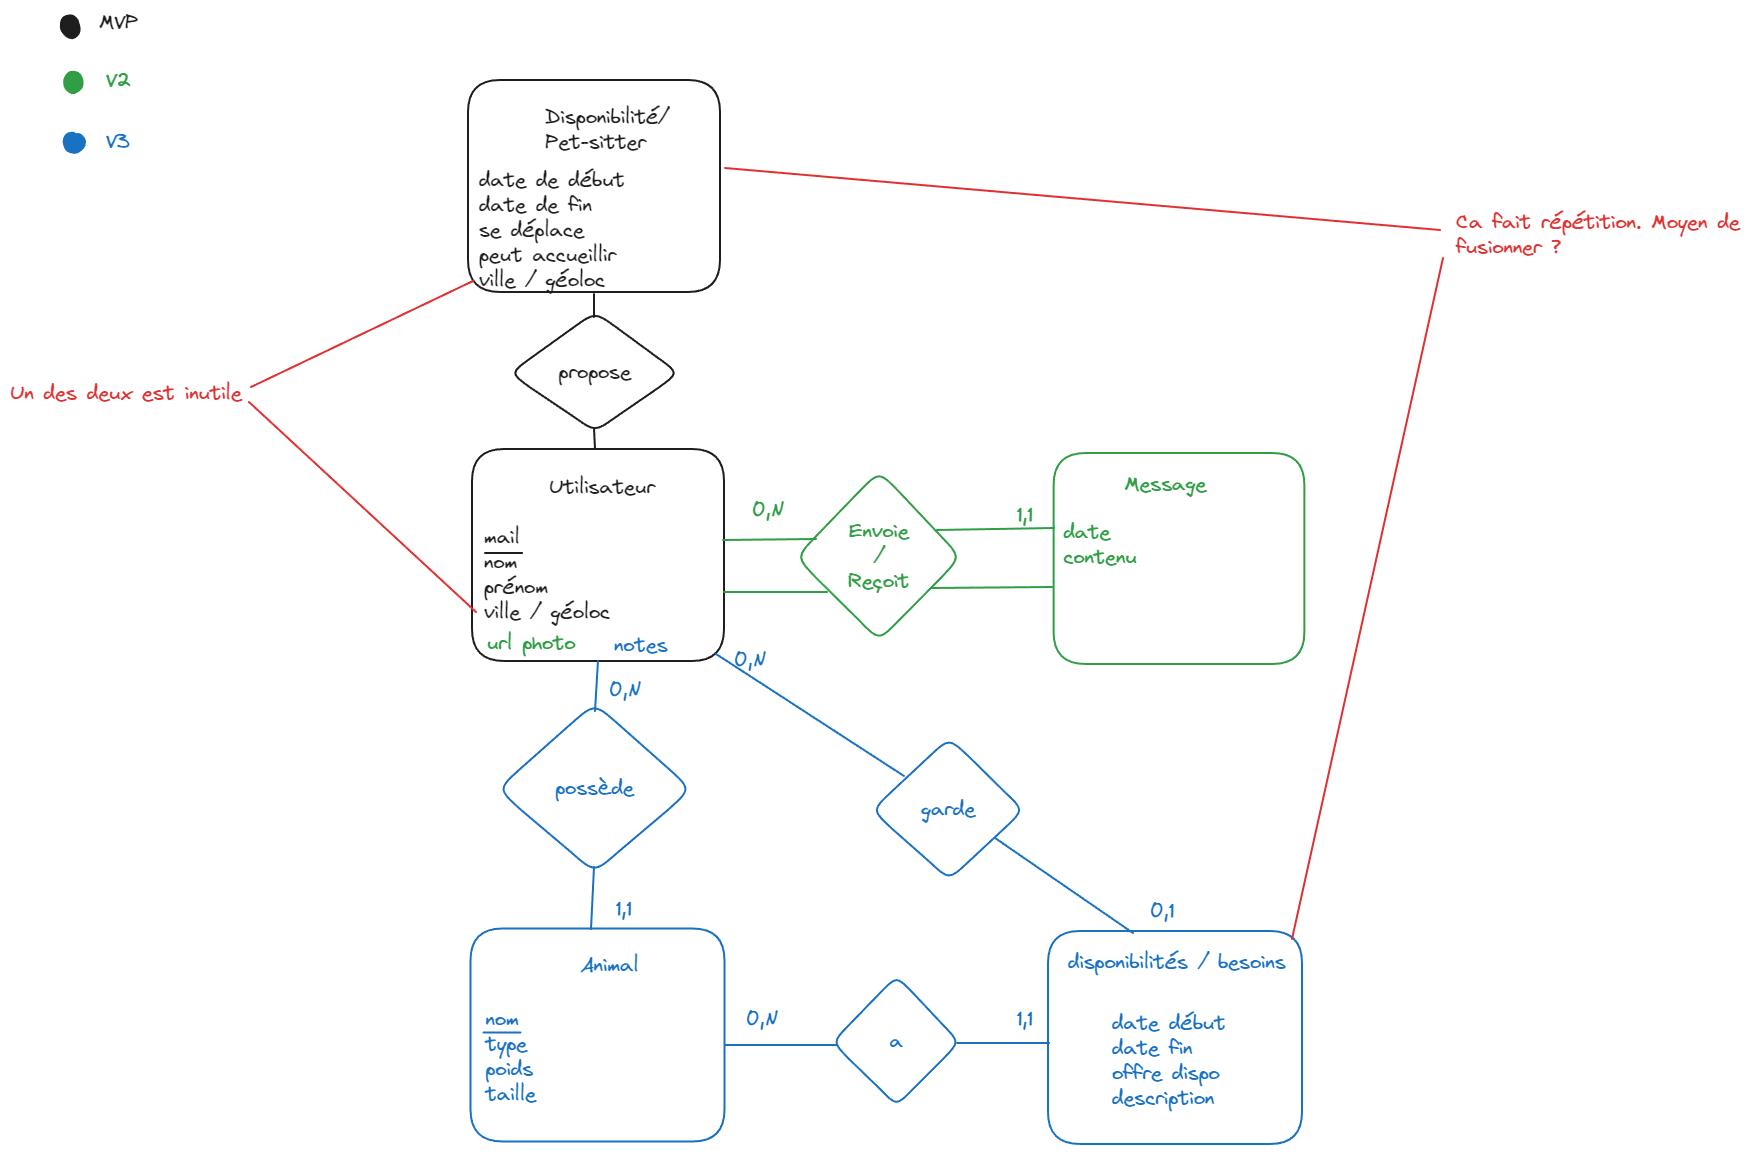 MVP
V2
V3
Disponibilité/
Pet-sitter
date de début
date de fin
se déplace
peut accueillir
ville / géoloc
Ca fait répétition. Moyen de
fusionner ?
propose
Un des deux est inutile
Utilisateur
mail
nom
prénom
ville / géoloc
url photo
notes
0,N
Envoie
/
Reçoit
1,1
Message
date
contenu
0,N
0,N
possède
garde
1,1
0,1
Animal
nom
type
poids
taille
0,N
a
1,1
disponibilités / besoins
date début
date fin
offre dispo
description